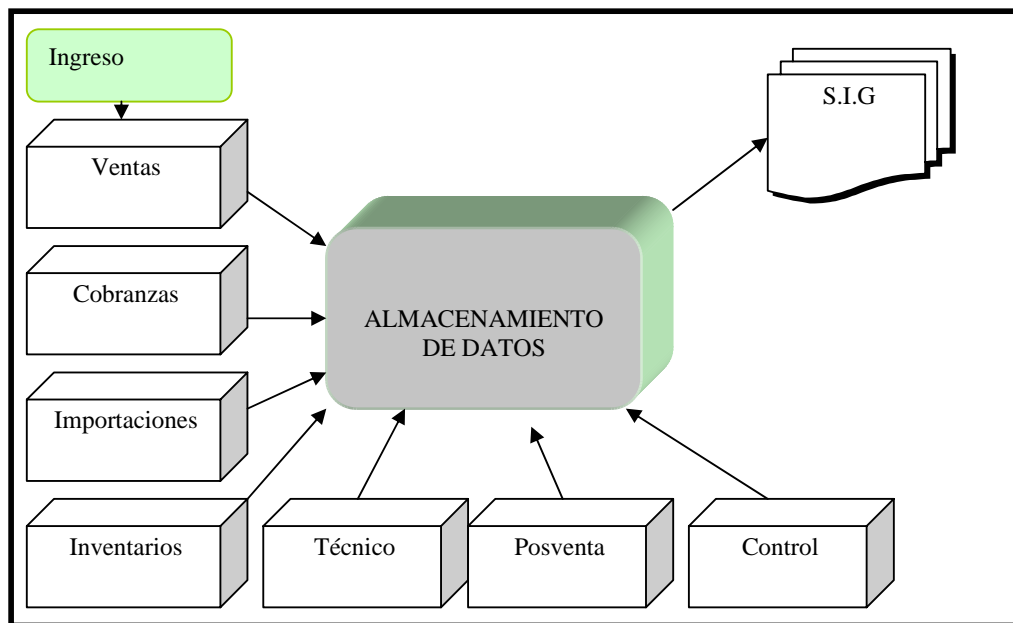 Ingreso
S.I.G
Ventas
Cobranzas
ALMACENAMIENTO
DE DATOS
Importaciones
Inventarios
Técnico
Posventa
Control